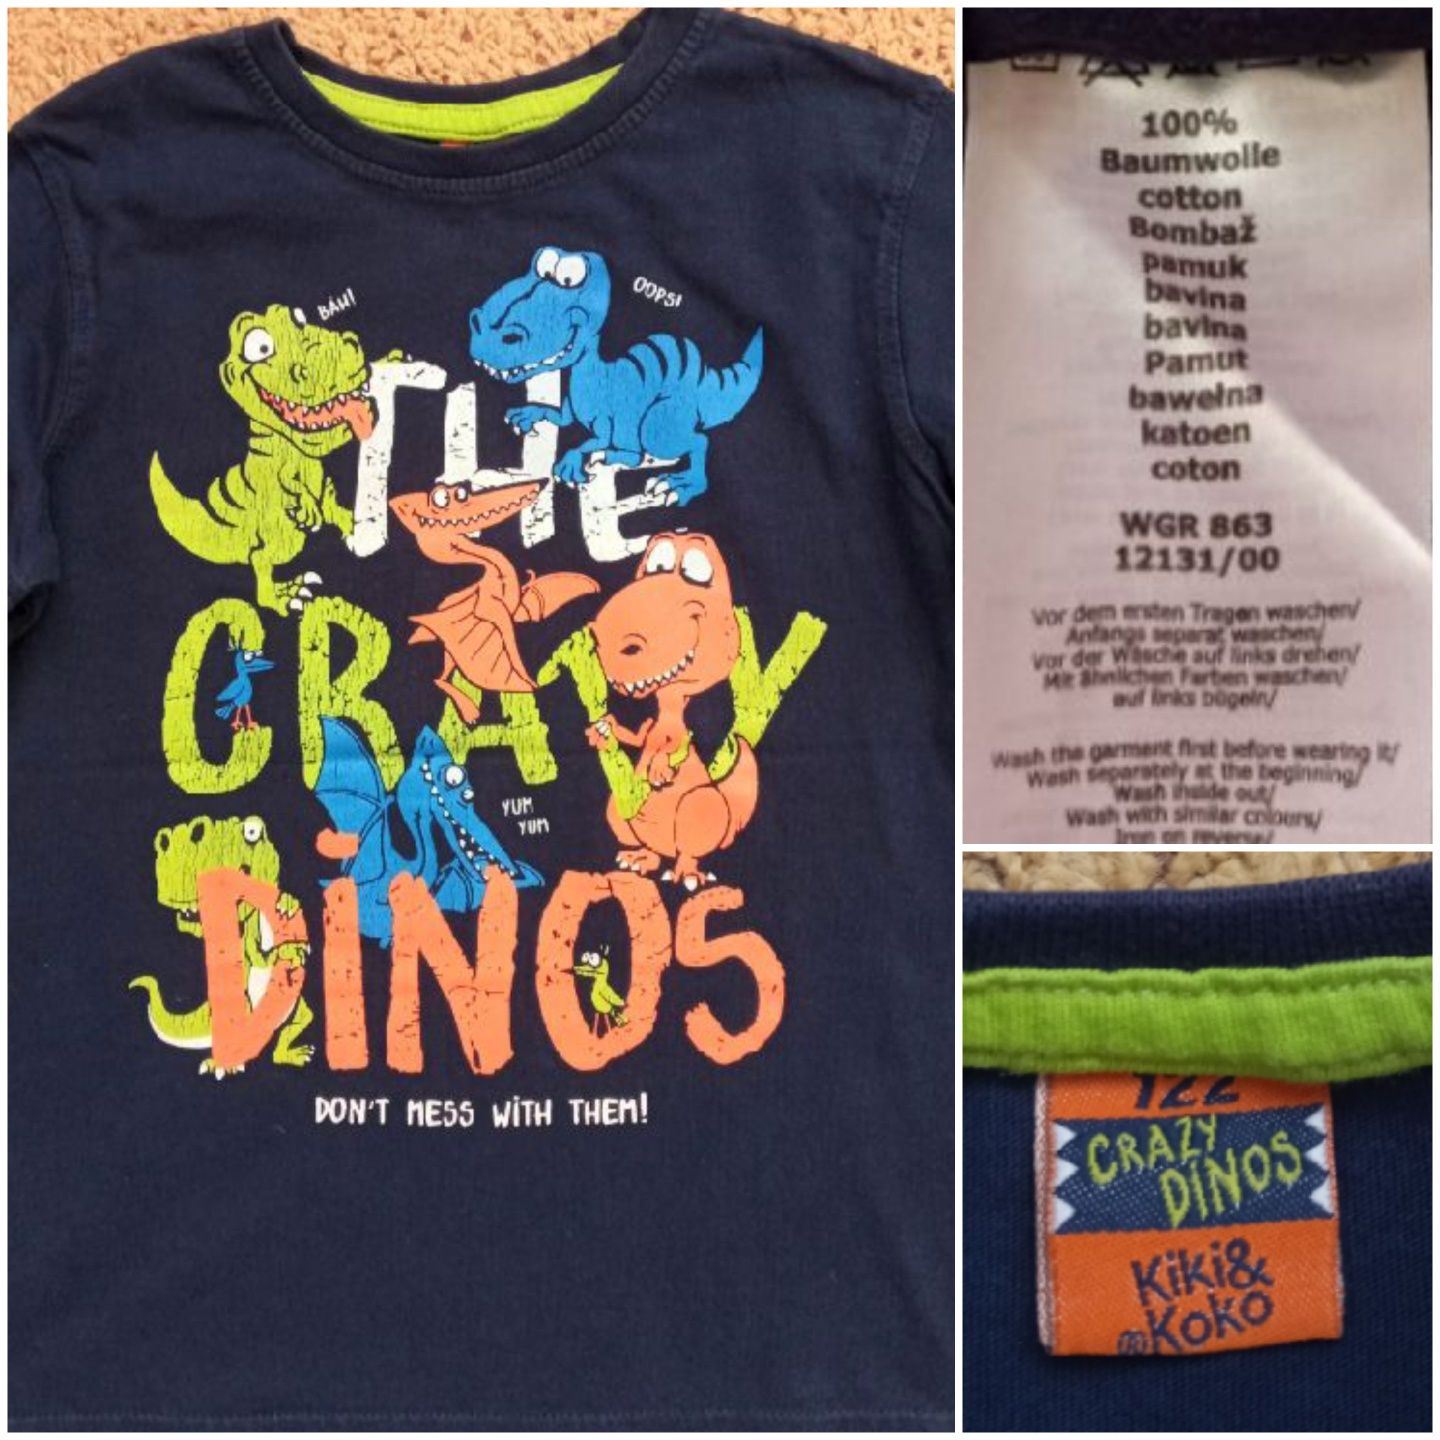 BÄM!
OOPS!
THE
CRAZY
YUM
YUM
DINOS
DON'T MESS WITH THEM!
100%
Baumwolle
cotton
Bombaž
pamuk
bavlna
bavlna
Pamut
bawełna
katoen
coton
WGR 863
12131/00
Vor dem ersten Tragen waschen/
Anfangs separat waschen/
Vor der Wäsche auf links drehen/
Mit ähnlichen Farben waschen/
auf links bügeln/
Wash the garment first before wearing it/
Wash separately at the beginning/
Wash inside out/
Wash with similar colours/
Iron on reverse/
122
CRAZY
DINOS
Kiki&
Koko